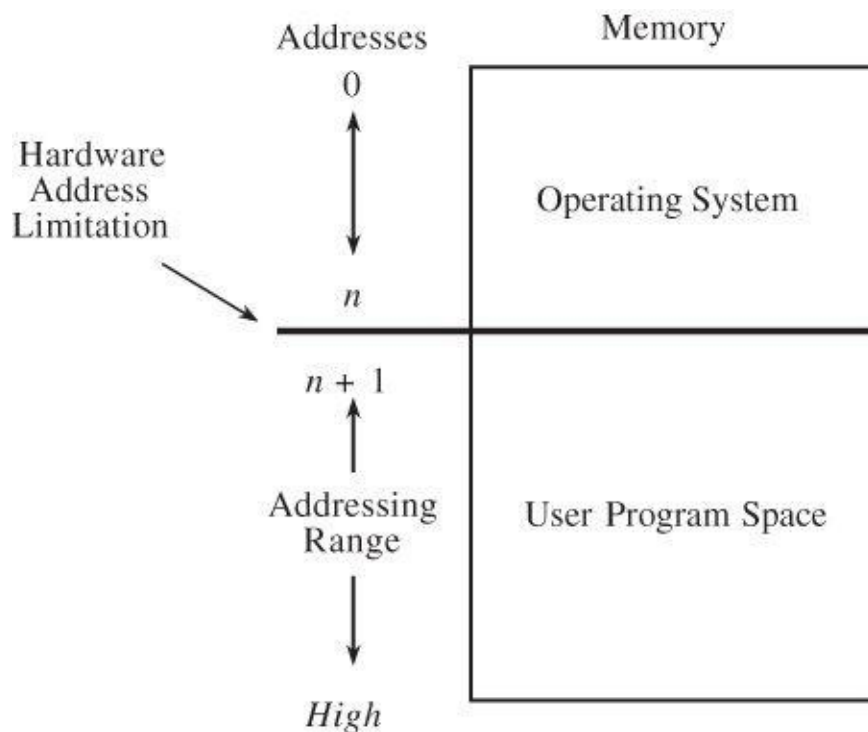 Addresses
Memory
0
Hardware
Address
Limitation
Operating System
n
n + 1
Addressing
Range
User Program Space
High